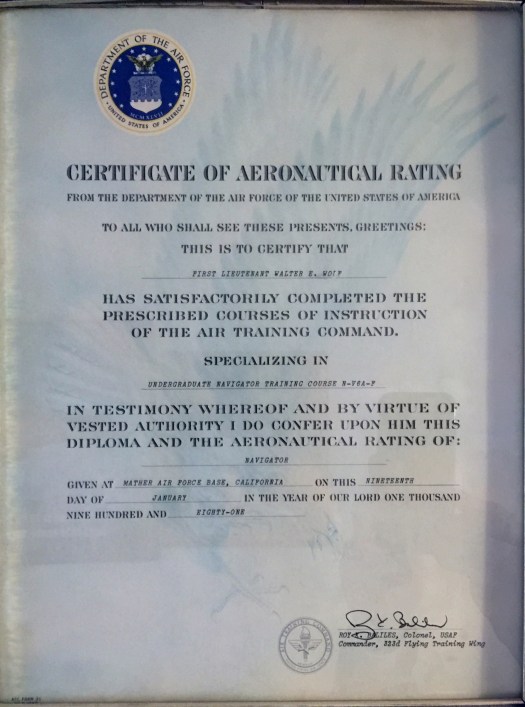 DEPARTMENT OF THE AIR FORCE
MCMXLVII
UNITED STATES OF AMERICA
CERTIFICATE OF AERONAUTICAL RATING
FROM THE DEPARTMENT OF THE AIR FORCE OF THE UNITED STATES OF AMERICA
TO ALL WHO SHALL SEE THESE PRESENTS, GREETINGS:
THIS IS TO CERTIFY THAT
FIRST LIEUTENANT WALTER E. WOLF
HAS SATISFACTORILY COMPLETED THE
PRESCRIBED COURSES OF INSTRUCTION
OF THE AIR TRAINING COMMAND.
SPECIALIZING IN
UNDERGRADUATE NAVIGATOR TRAINING COURSE N-V6A-F
IN TESTIMONY WHEREOF AND BY VIRTUE OF
VESTED AUTHORITY I DO CONFER UPON HIM THIS
DIPLOMA AND THE AERONAUTICAL RATING OF:
NAVIGATOR
GIVEN AT MATHER AIR FORCE BASE, CALIFORNIA ON THIS NINETEENTH
DAY OF JANUARY IN THE YEAR OF OUR LORD ONE THOUSAND
NINE HUNDRED AND EIGHTY-ONE
AIR TRAINING COMMAND
ROY BALILES, Colonel, USAF
Commander, 323d Flying Training Wing